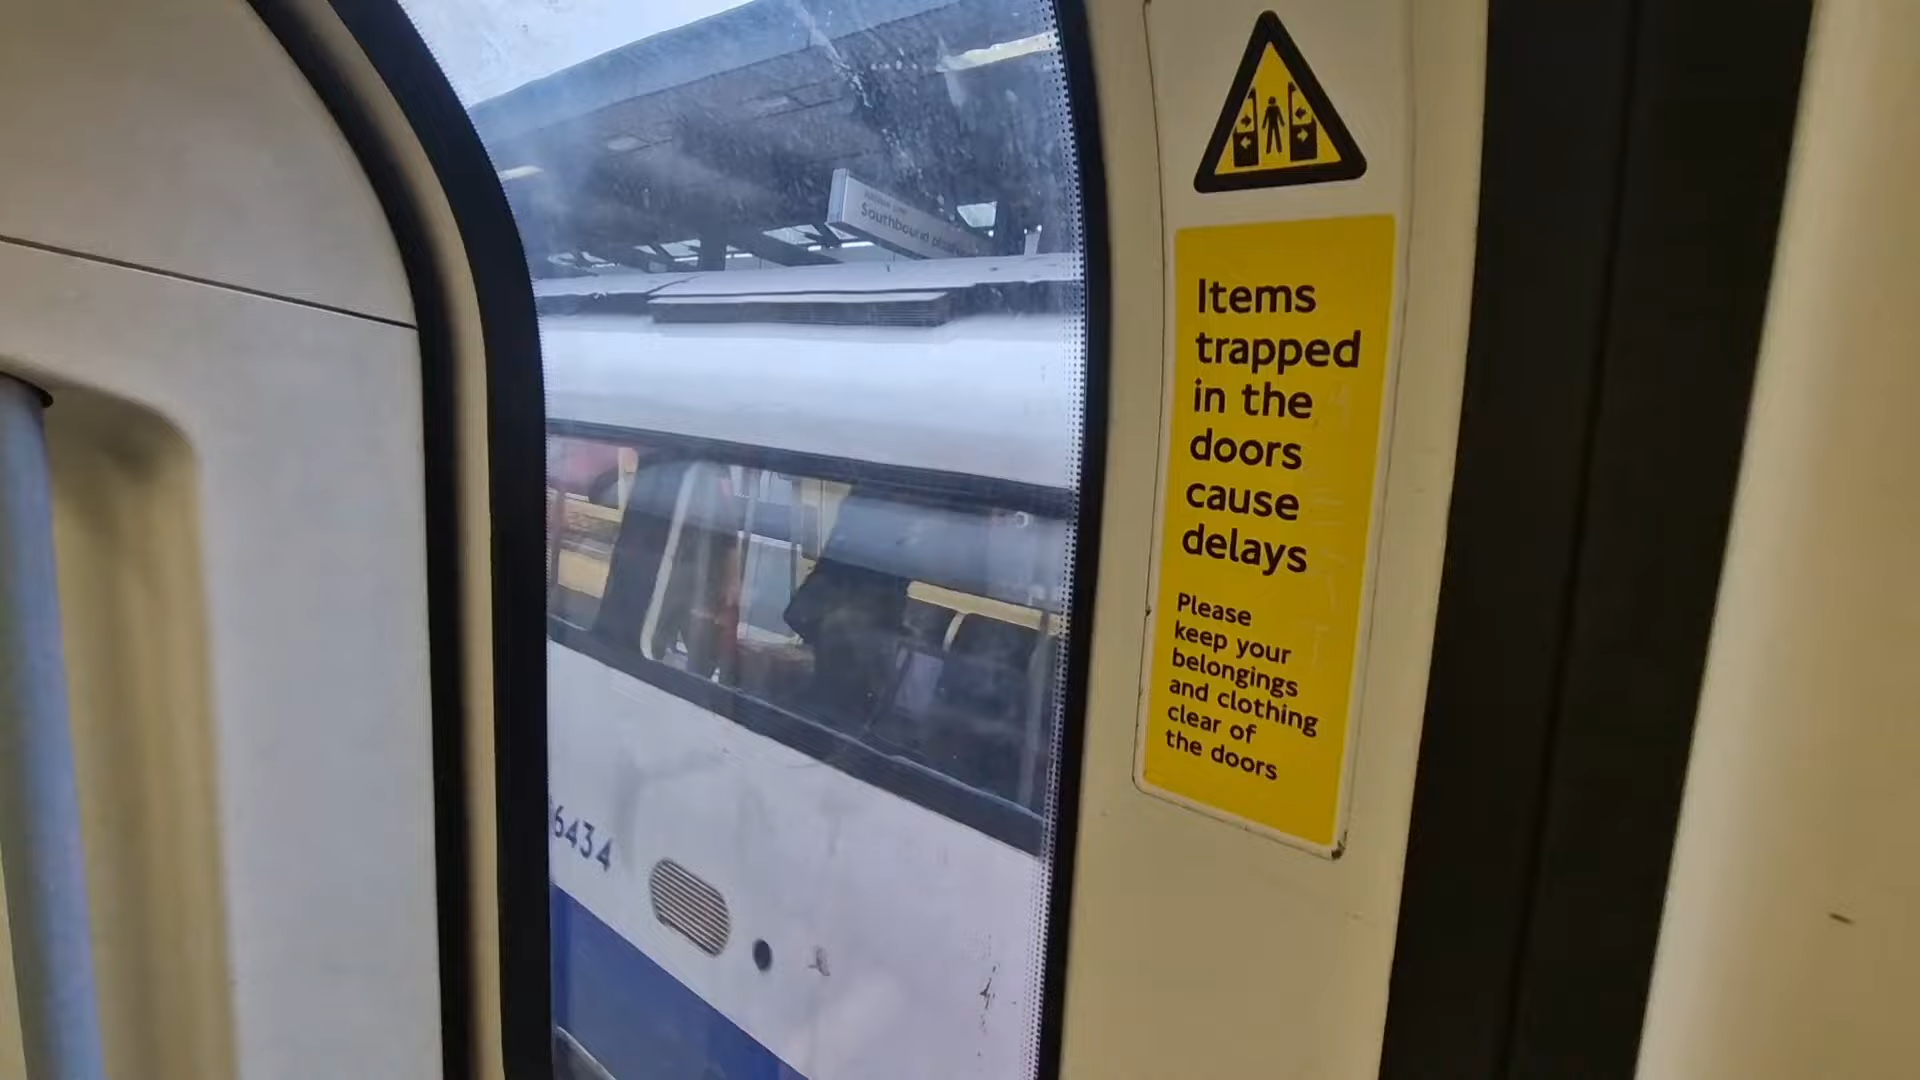 Southbound
Items
trapped
in the
doors
cause
delays
Please
keep your
belongings
and clothing
clear of
the doors
6434